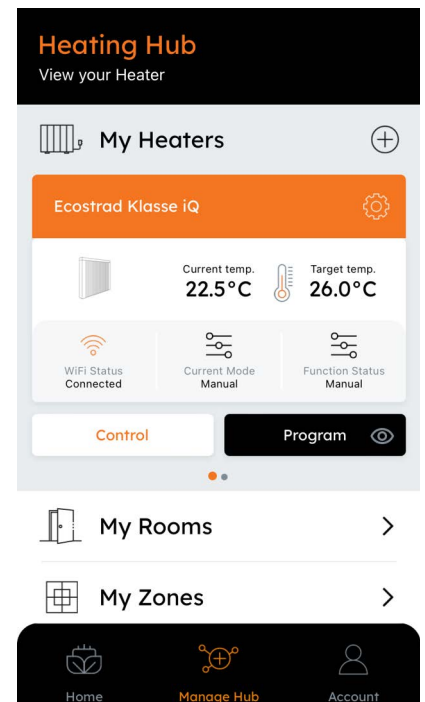 Heating Hub
View your Heater
My Heaters
Ecostrad Klasse iQ
Current temp.
22.5°C
Target temp.
26.0°C
WiFi Status
Connected
Current Mode
Manual
Function Status
Manual
Control
Program
My Rooms
My Zones
Home
Manage Hub
Account